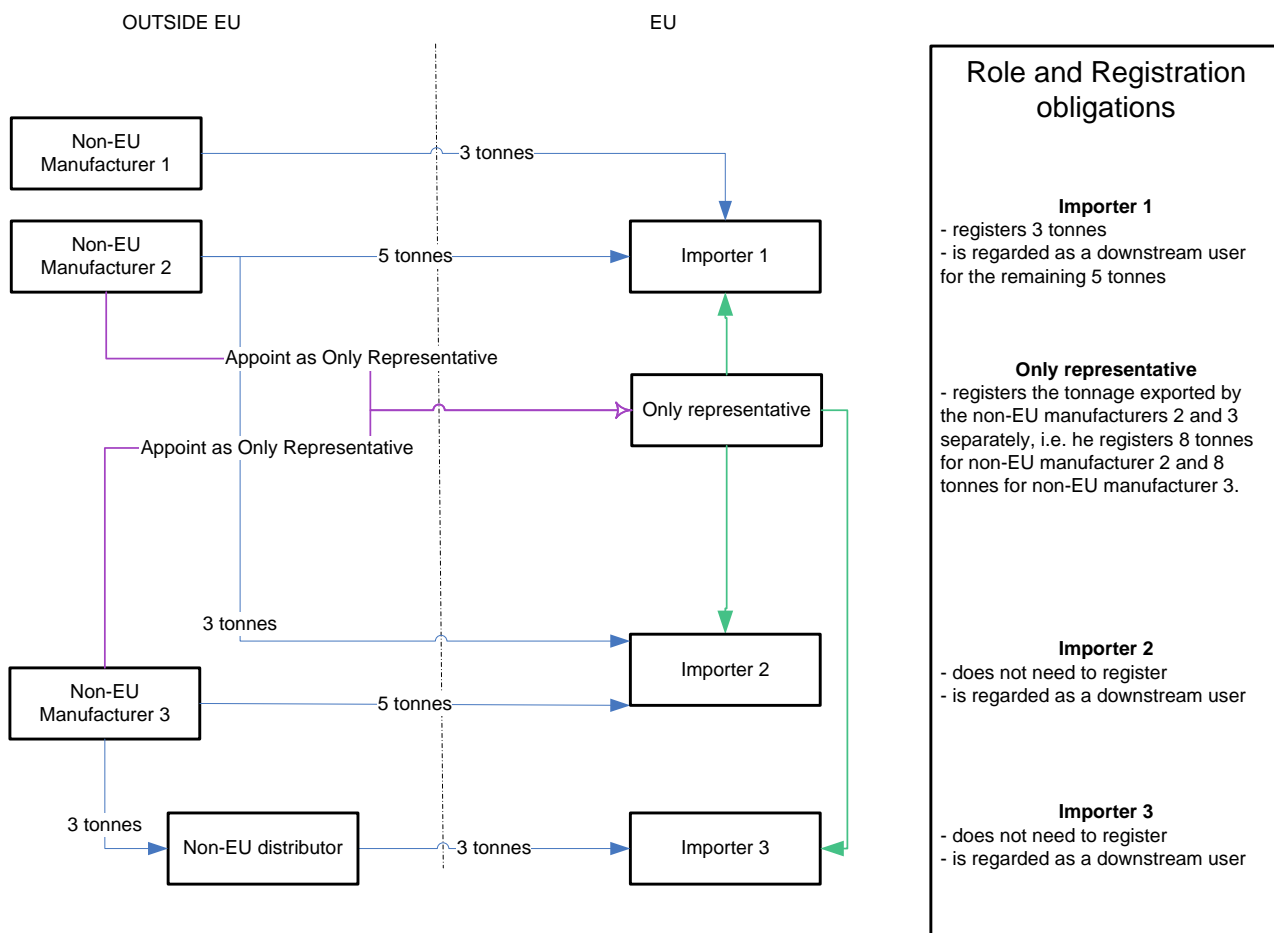 OUTSIDE EU
EU
Non-EU
Manufacturer 1
3 tonnes
Non-EU
Manufacturer 2
5 tonnes
Importer 1
Appoint as Only Representative
Only representative
Appoint as Only Representative
3 tonnes
Importer 2
Non-EU
Manufacturer 3
5 tonnes
3 tonnes
Non-EU distributor
3 tonnes
Importer 3
Role and Registration
obligations
Importer 1
- registers 3 tonnes
- is regarded as a downstream user
for the remaining 5 tonnes
Only representative
- registers the tonnage exported by
the non-EU manufacturers 2 and 3
separately, i.e. he registers 8 tonnes
for non-EU manufacturer 2 and 8
tonnes for non-EU manufacturer 3.
Importer 2
- does not need to register
- is regarded as a downstream user
Importer 3
- does not need to register
- is regarded as a downstream user